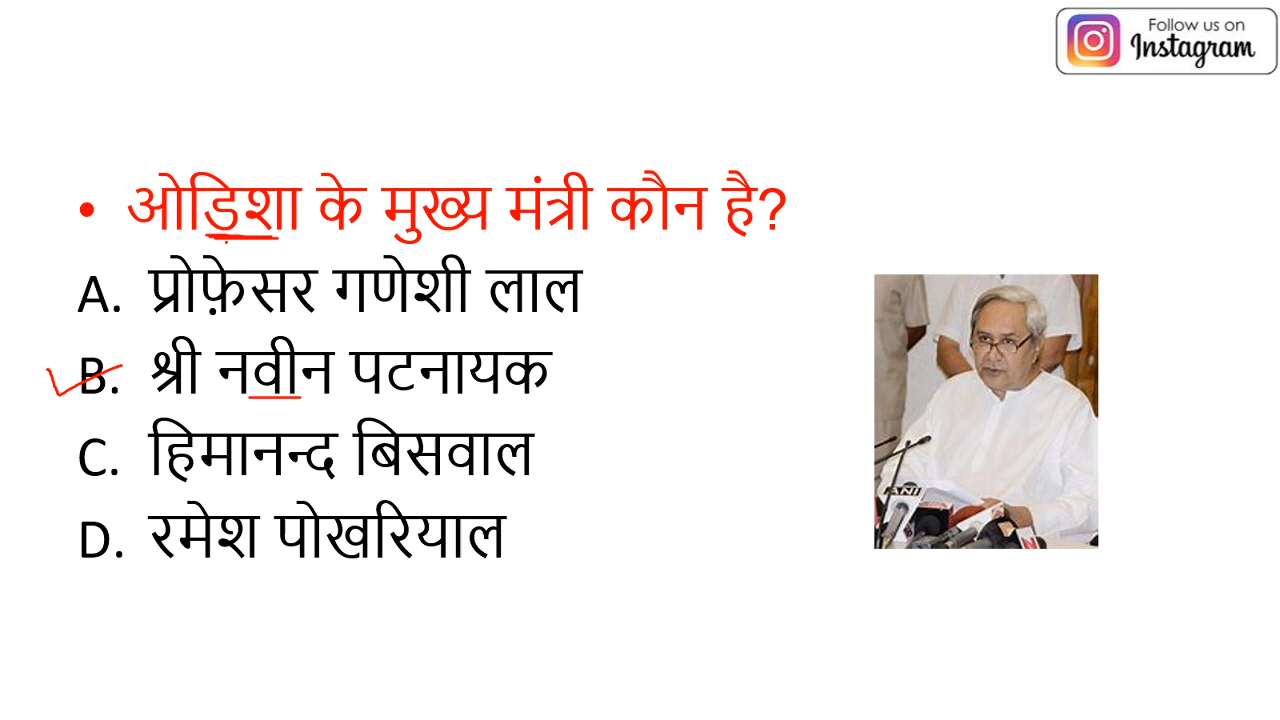 Follow us on
Instagram
• ओड़िशा के मुख्य मंत्री कौन है?
A. प्रोफ़ेसर गणेशी लाल
B. श्री नवीन पटनायक
C. हिमानन्द बिसवाल
D. रमेश पोखरियाल
ANI